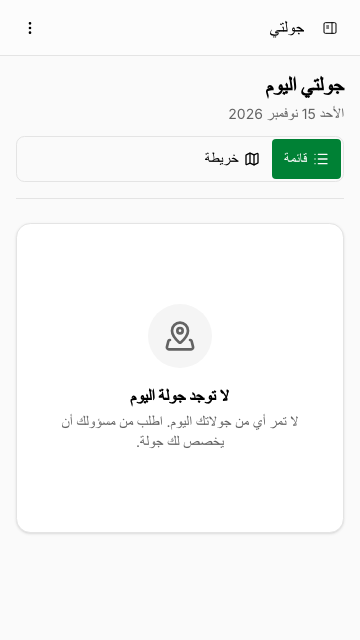 جولتي
جولتي اليوم
الأحد 15 نوفمبر 2026
قائمة
خريطة
لا توجد جولة اليوم
لا تمر أي من جولاتك اليوم. اطلب من مسؤولك أن
يخصص لك جولة.